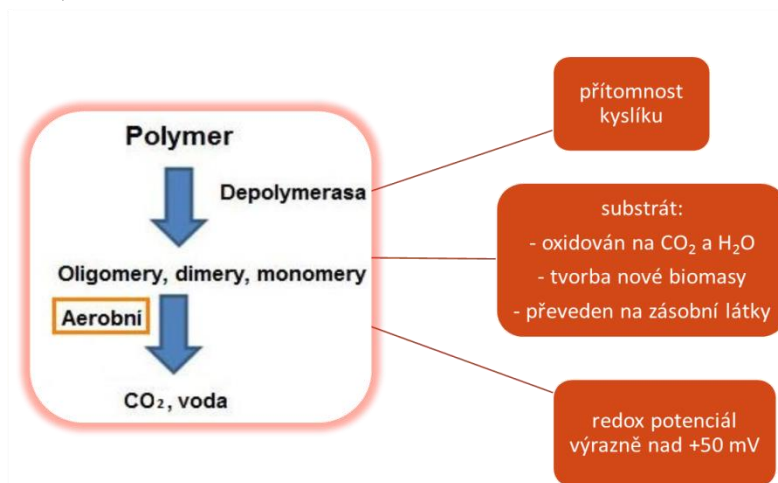 Polymer
Depolymerasa
Oligomery, dimery, monomery
Aerobní
CO₂, voda
přítomnost
kyslíku
substrát:
- oxidován na CO₂ a H₂O
- tvorba nové biomasy
- převeden na zásobní látky
redox potenciál
výrazně nad +50 mV